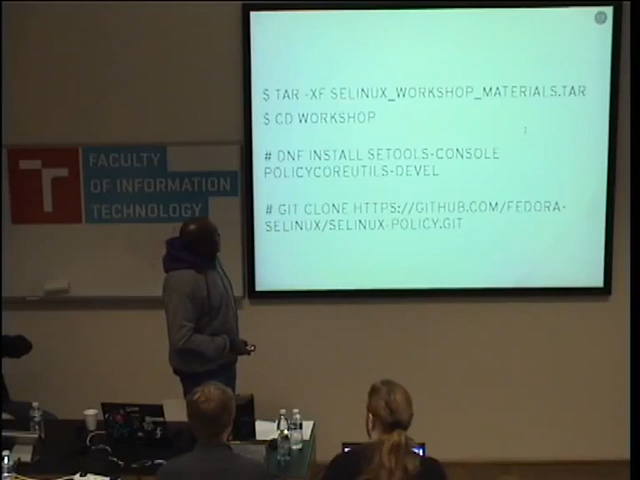 $ TAR -XF SELINUX_WORKSHOP_MATERIALS.TAR
$ CD WORKSHOP
# DNF INSTALL SETOOLS-CONSOLE
POLICYCOREUTILS-DEVEL
# GIT CLONE HTTPS://GITHUB.COM/FEDORA-
SELINUX/SELINUX-POLICY.GIT
FACULTY
OF INFORMATION
TECHNOLOGY